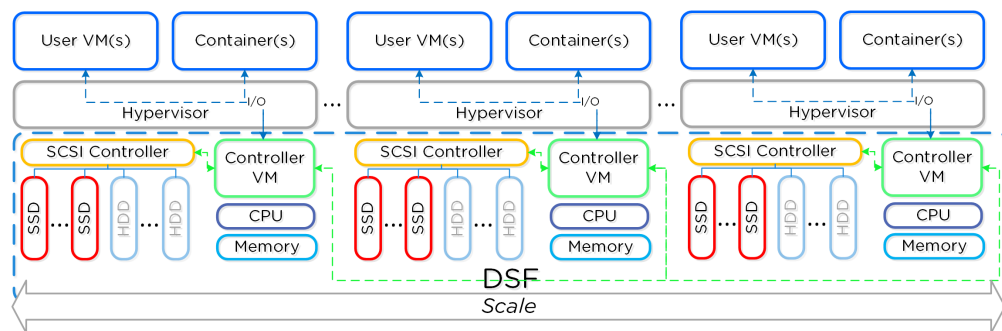 User VM(s) Container(s) User VM(s) Container(s) User VM(s) Container(s)
I/O ... I/O ... I/O
Hypervisor Hypervisor Hypervisor
SCSI Controller Controller VM SCSI Controller Controller VM SCSI Controller Controller VM
SSD ... SSD HDD ... HDD CPU SSD ... SSD HDD ... HDD CPU SSD ... SSD HDD ... HDD CPU
Memory Memory Memory
DSF
Scale